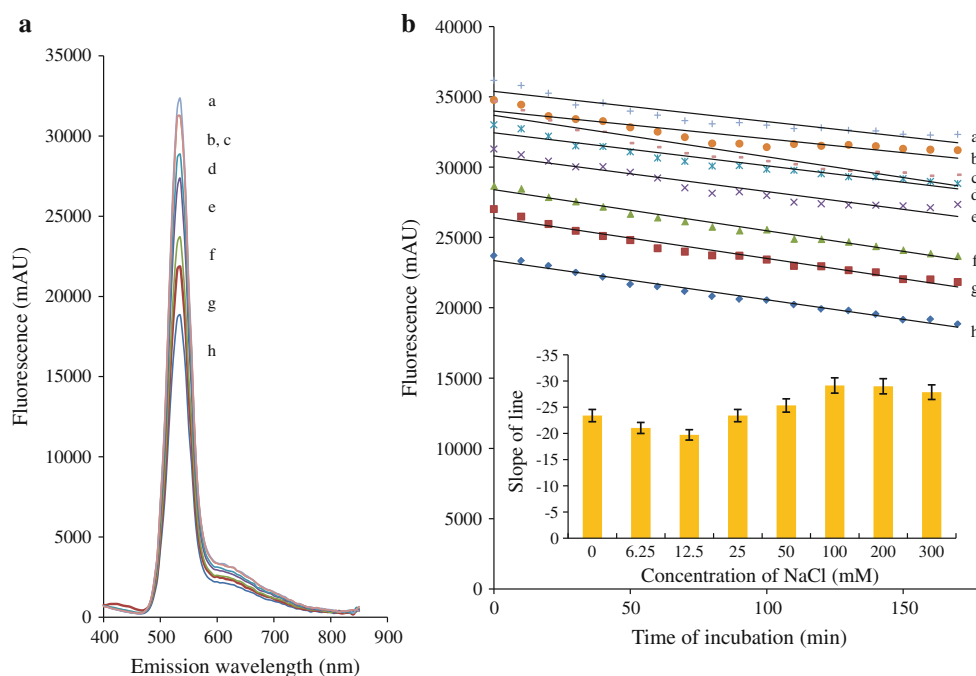 a
35000
30000
25000
20000
15000
10000
5000
0
Fluorescence (mAU)
400 500 600 700 800 900
Emission wavelength (nm)
a
b, c
d
e
f
g
h
b
40000
35000
30000
25000
20000
15000
10000
5000
0
Fluorescence (mAU)
0 50 100 150
Time of incubation (min)
a
b
c
d
e
f
g
h
-35
-30
-25
-20
-15
-10
-5
0
Slope of line
0 6.25 12.5 25 50 100 200 300
Concentration of NaCl (mM)